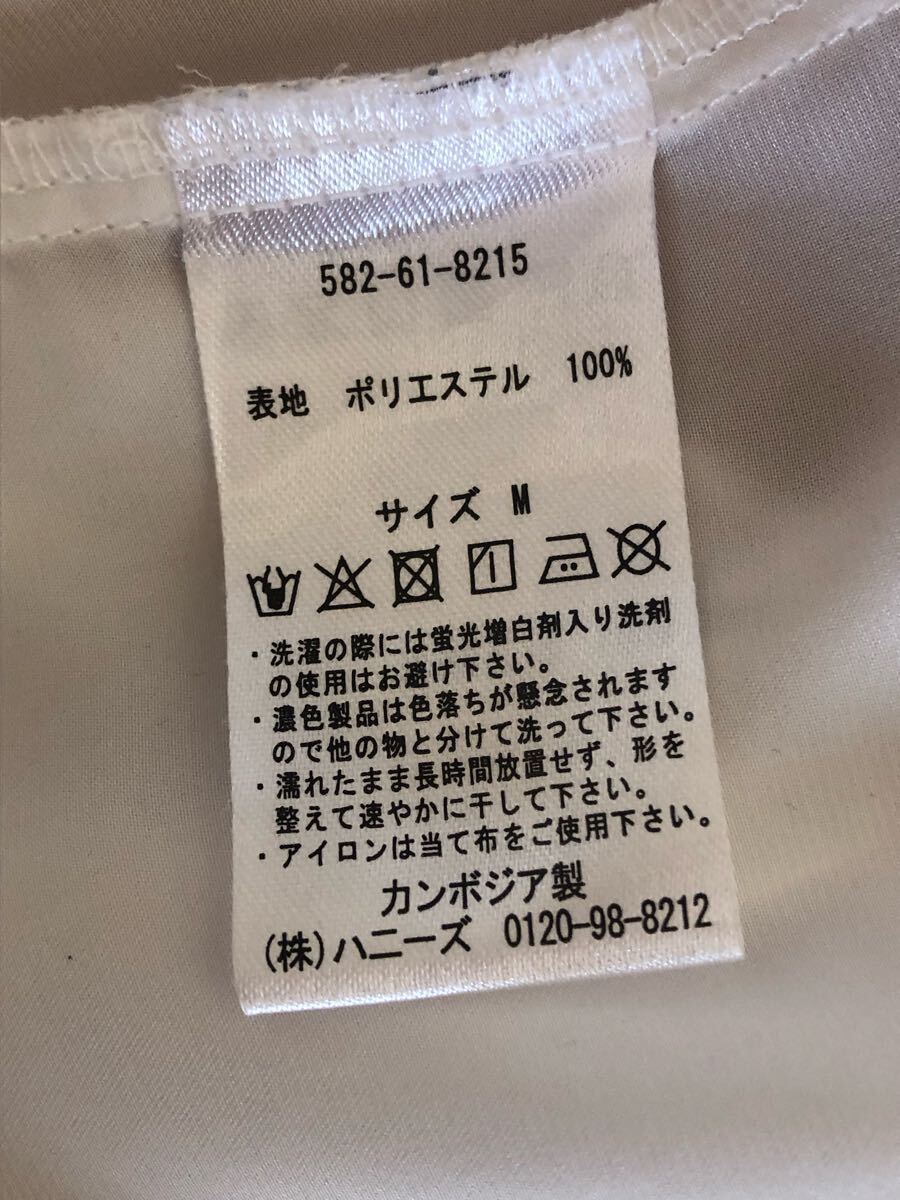 582-61-8215
表地 ポリエステル 100%
サイズ M
・洗濯の際には蛍光増白剤入り洗剤
の使用はお避け下さい。
・濃色製品は色落ちが懸念されます
ので他の物と分けて洗って下さい。
・濡れたまま長時間放置せず、形を
整えて速やかに干して下さい。
・アイロンは当て布をご使用下さい。
カンボジア製
(株)ハニーズ 0120-98-8212